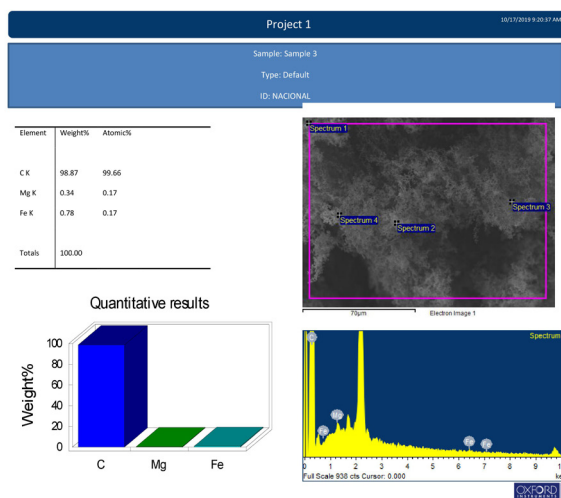 Project 1
10/17/2019 9:20:37 AM
Sample: Sample 3
Type: Default
ID: NACIONAL
Element Weight% Atomic%
C K 98.87 99.66
Mg K 0.34 0.17
Fe K 0.78 0.17
Totals 100.00
Spectrum 1
Spectrum 3
Spectrum 4
Spectrum 2
70µm Electron Image 1
Quantitative results
Weight%
100
80
60
40
20
0
C Mg Fe
Spectrum
C
Mg
Fe
Fe
Fe
0 1 2 3 4 5 6 7 8 9
Full Scale 938 cts Cursor: 0.000
OXFORD
INSTRUMENTS